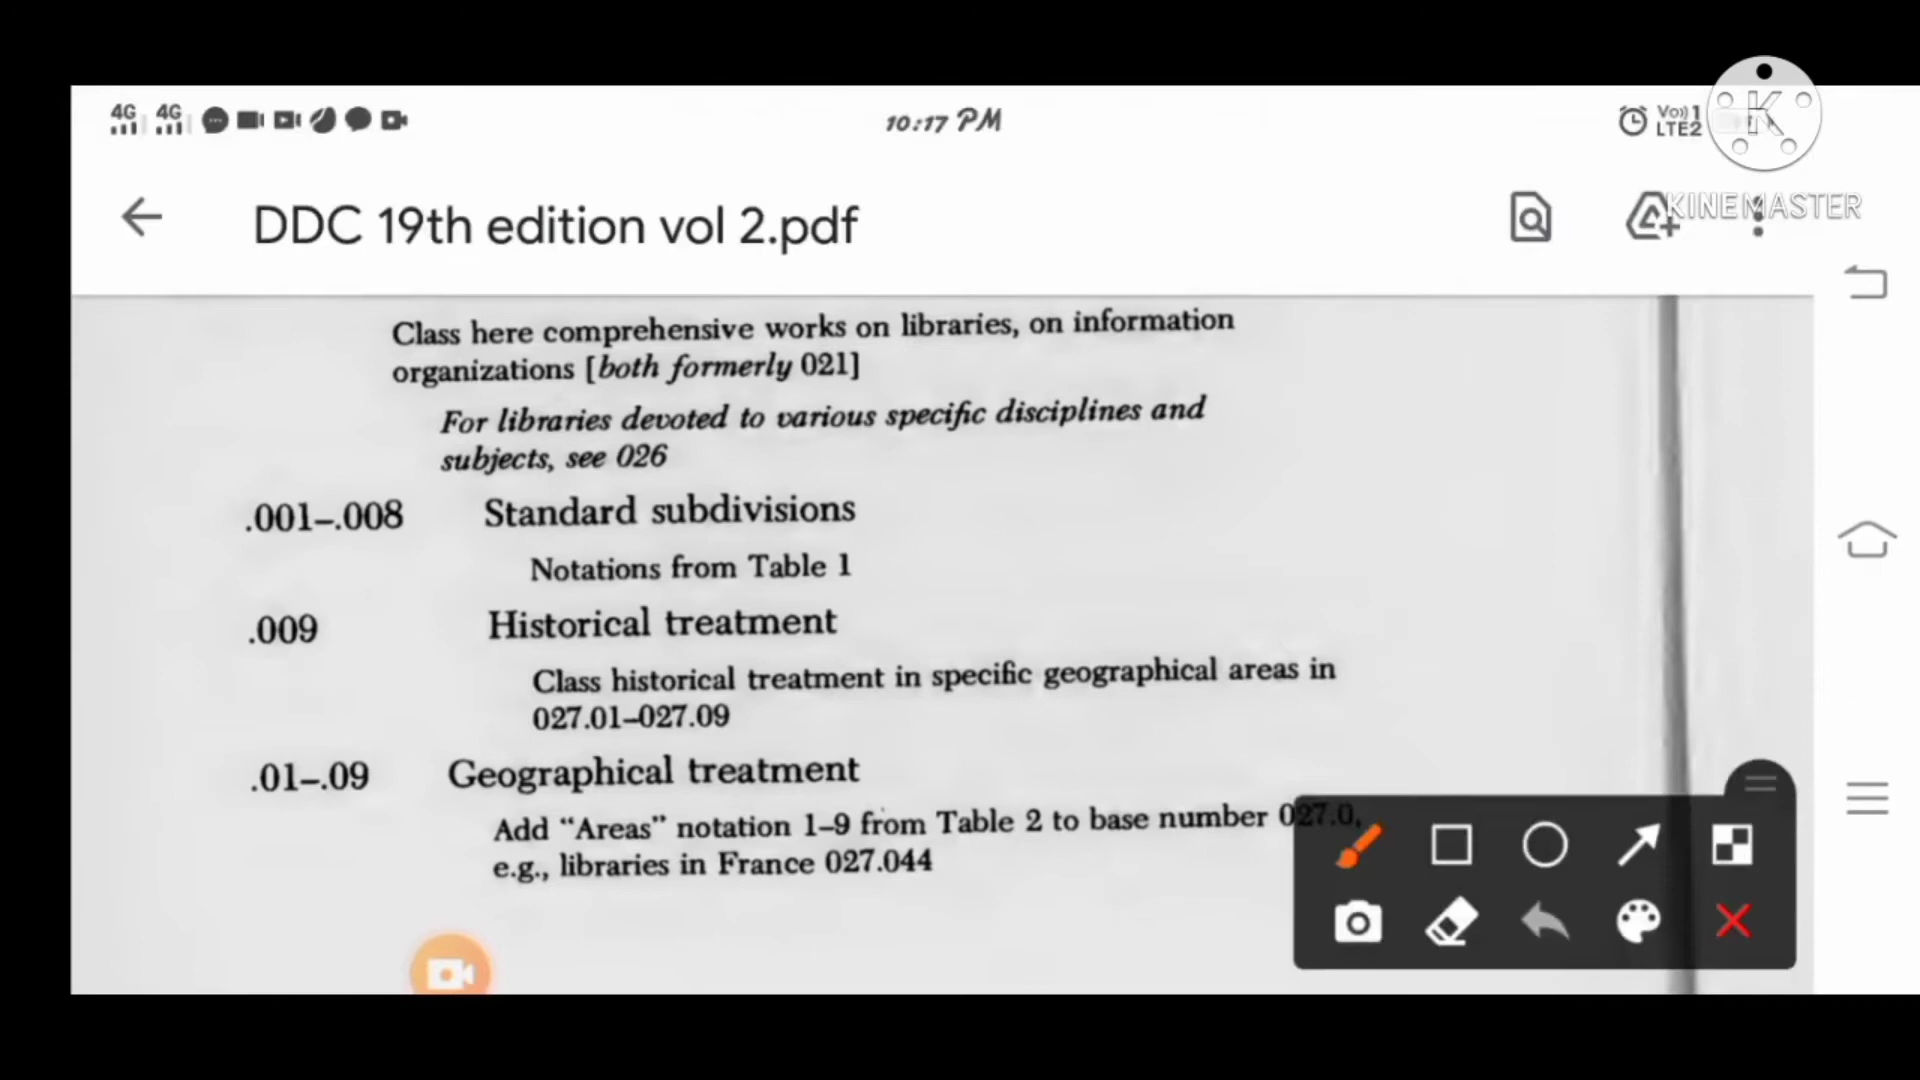 4G 4G
10:17 PM
Vo)) 1
LTE2
K
KINEMASTER
DDC 19th edition vol 2.pdf
Class here comprehensive works on libraries, on information
organizations [both formerly 021]
For libraries devoted to various specific disciplines and
subjects, see 026
.001–.008 Standard subdivisions
Notations from Table 1
.009 Historical treatment
Class historical treatment in specific geographical areas in
027.01–027.09
.01–.09 Geographical treatment
Add “Areas” notation 1–9 from Table 2 to base number 027.0,
e.g., libraries in France 027.044